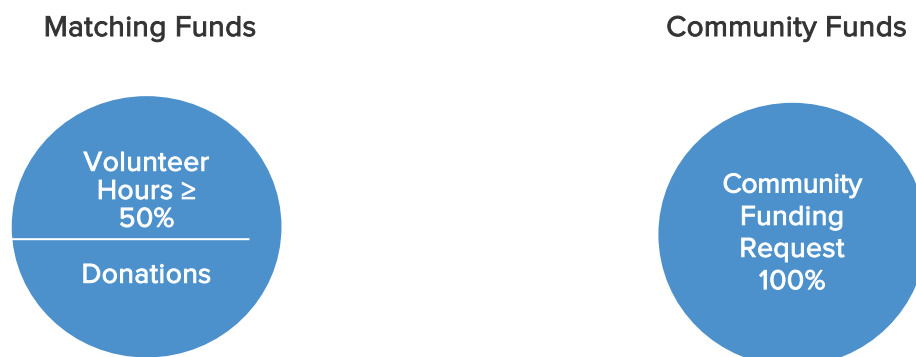 Matching Funds
Community Funds
Volunteer
Hours ≥
50%
Donations
Community
Funding
Request
100%